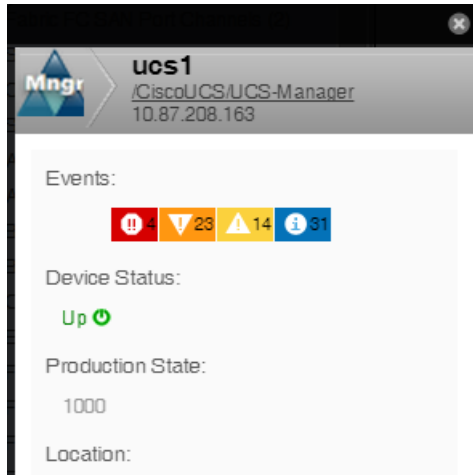 Mngr
ucs1
/CiscoUCS/UCS-Manager
10.87.208.163
Events:
4 23 14 31
Device Status:
Up
Production State:
1000
Location: